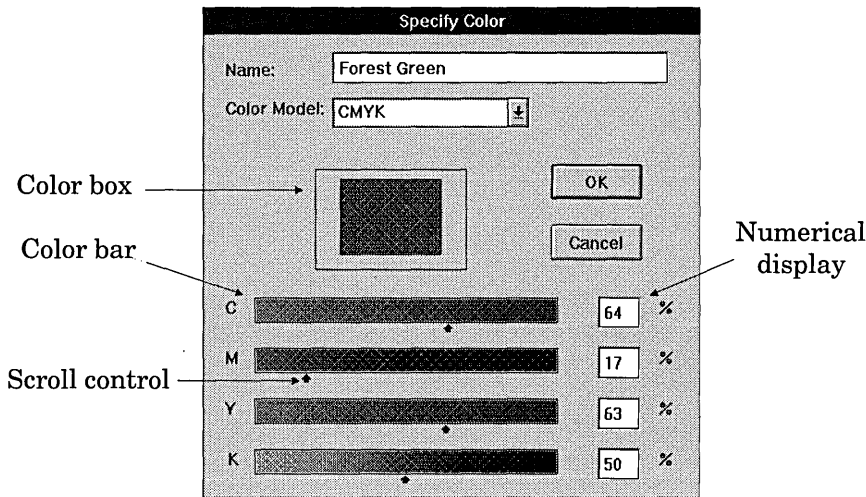 Specify Color
Name: Forest Green
Color Model: CMYK
Color box
OK
Color bar
Cancel
Numerical
display
C 64 %
M 17 %
Scroll control
Y 63 %
K 50 %